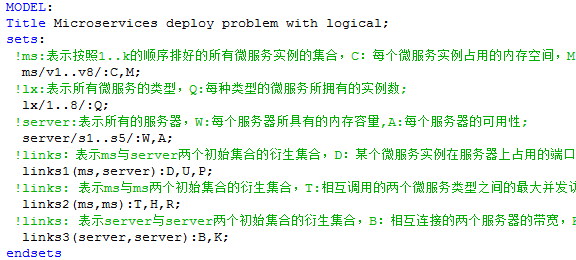 MODEL:
Title Microservices deploy problem with logical;
sets:
!ms:表示按照1..k的顺序排好的所有微服务实例的集合，C：每个微服务实例占用的内存空间，M
ms/v1..v8/:C,M;
!lx:表示所有微服务的类型，Q:每种类型的微服务所拥有的实例数;
lx/1..8/:Q;
!server:表示所有的服务器，W:每个服务器所具有的内存容量,A:每个服务器的可用性;
server/s1..s5/:W,A;
!links：表示ms与server两个初始集合的衍生集合，D：某个微服务实例在服务器上占用的端口
links1(ms,server):D,U,P;
!links：表示ms与ms两个初始集合的衍生集合，T:相互调用的两个微服务类型之间的最大并发访
links2(ms,ms):T,H,R;
!links：表示server与server两个初始集合的衍生集合，B：相互连接的两个服务器的带宽，
links3(server,server):B,K;
endsets